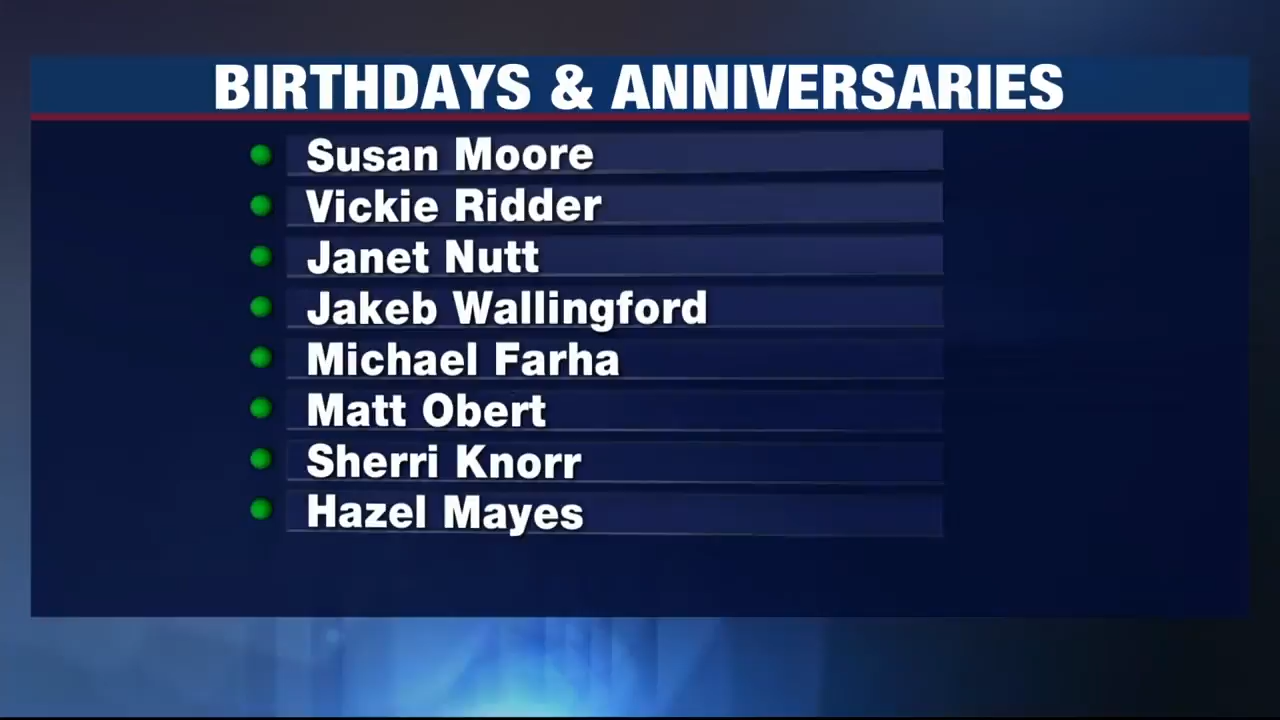 BIRTHDAYS & ANNIVERSARIES
Susan Moore
Vickie Ridder
Janet Nutt
Jakeb Wallingford
Michael Farha
Matt Obert
Sherri Knorr
Hazel Mayes